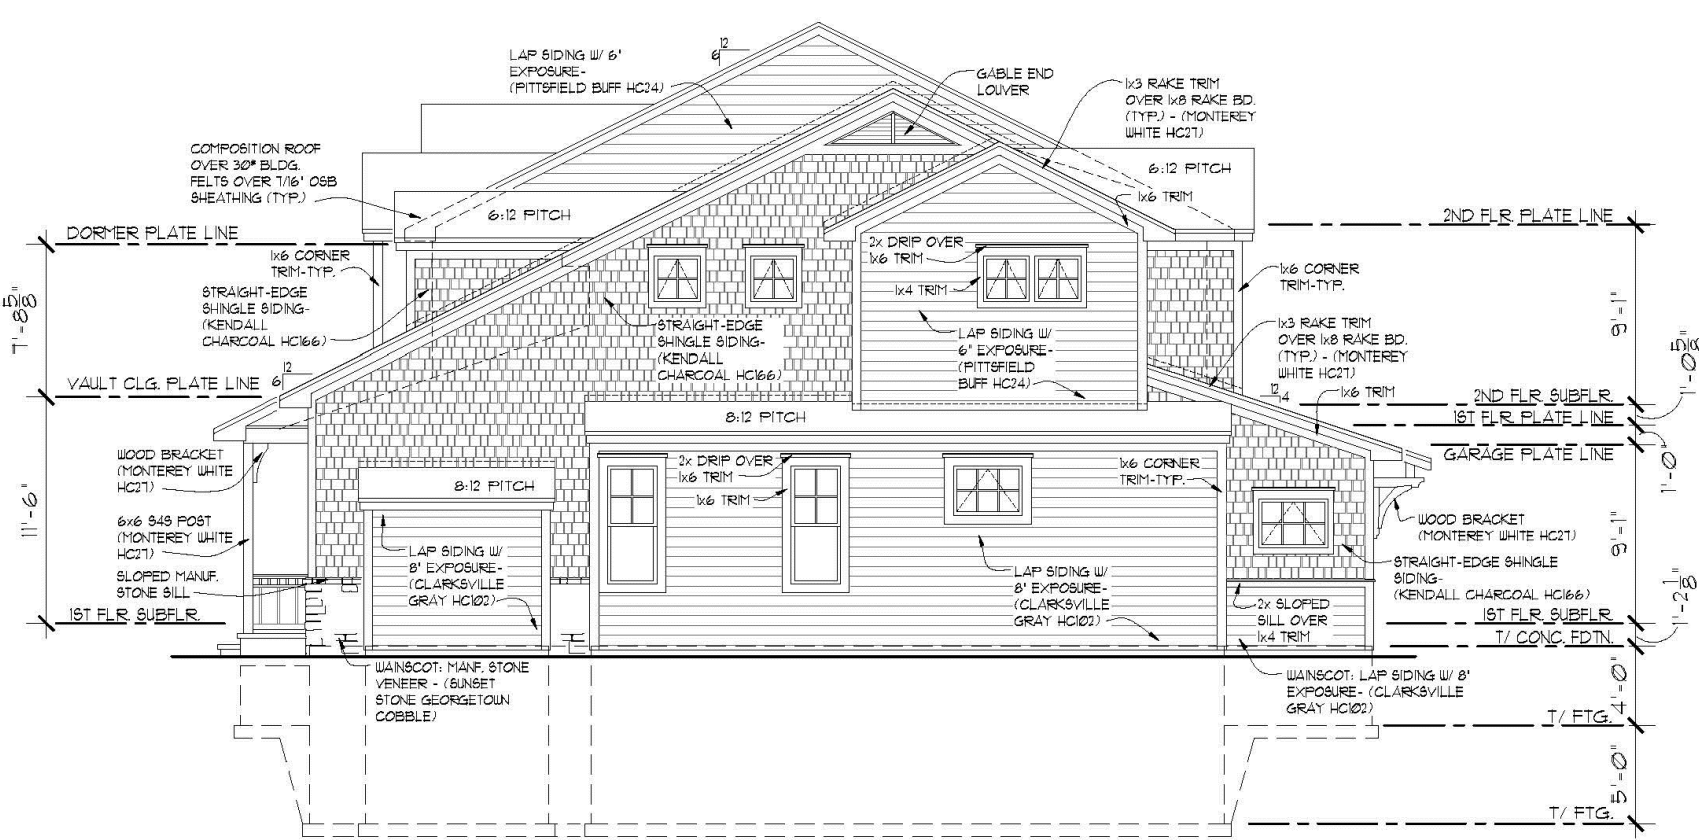 LAP SIDING W/ 6"
EXPOSURE-
(PITTSFIELD BUFF HC24)
12
6
GABLE END
LOUVER
1x3 RAKE TRIM
OVER 1x8 RAKE BD.
(TYP.) - (MONTEREY
WHITE HC27)
COMPOSITION ROOF
OVER 30# BLDG.
FELTS OVER 7/16" OSB
SHEATHING (TYP.)
6:12 PITCH
6:12 PITCH
1x6 TRIM
2ND FLR. PLATE LINE
DORMER PLATE LINE
1x6 CORNER
TRIM-TYP.
2x DRIP OVER
1x6 TRIM
1x4 TRIM
1x6 CORNER
TRIM-TYP.
STRAIGHT-EDGE
SHINGLE SIDING-
(KENDALL
CHARCOAL HC166)
7'-8 5/8"
9'-1"
STRAIGHT-EDGE
SHINGLE SIDING-
(KENDALL
CHARCOAL HC166)
LAP SIDING W/
6" EXPOSURE-
(PITTSFIELD
BUFF HC24)
1x3 RAKE TRIM
OVER 1x8 RAKE BD.
(TYP.) - (MONTEREY
WHITE HC27)
1'-0 5/8"
VAULT CLG. PLATE LINE
12
6
12
4
1x6 TRIM
2ND FLR. SUBFLR.
1ST FLR. PLATE LINE
GARAGE PLATE LINE
1'-0"
8:12 PITCH
WOOD BRACKET
(MONTEREY WHITE
HC27)
2x DRIP OVER
1x6 TRIM
1x6 TRIM
1x6 CORNER
TRIM-TYP.
8:12 PITCH
11'-6"
6x6 S4S POST
(MONTEREY WHITE
HC27)
WOOD BRACKET
(MONTEREY WHITE HC27)
9'-1"
LAP SIDING W/
8" EXPOSURE-
(CLARKSVILLE
GRAY HC102)
STRAIGHT-EDGE SHINGLE
SIDING-
(KENDALL CHARCOAL HC166)
SLOPED MANUF.
STONE SILL
LAP SIDING W/
8" EXPOSURE-
(CLARKSVILLE
GRAY HC102)
1'-2 1/8"
2x SLOPED
SILL OVER
1x4 TRIM
1ST FLR. SUBFLR.
1ST FLR. SUBFLR.
T/ CONC. FDTN.
WAINSCOT: MANF. STONE
VENEER - (SUNSET
STONE GEORGETOWN
COBBLE)
WAINSCOT: LAP SIDING W/ 8"
EXPOSURE- (CLARKSVILLE
GRAY HC102)
4'-0"
T/ FTG.
5'-0"
T/ FTG.